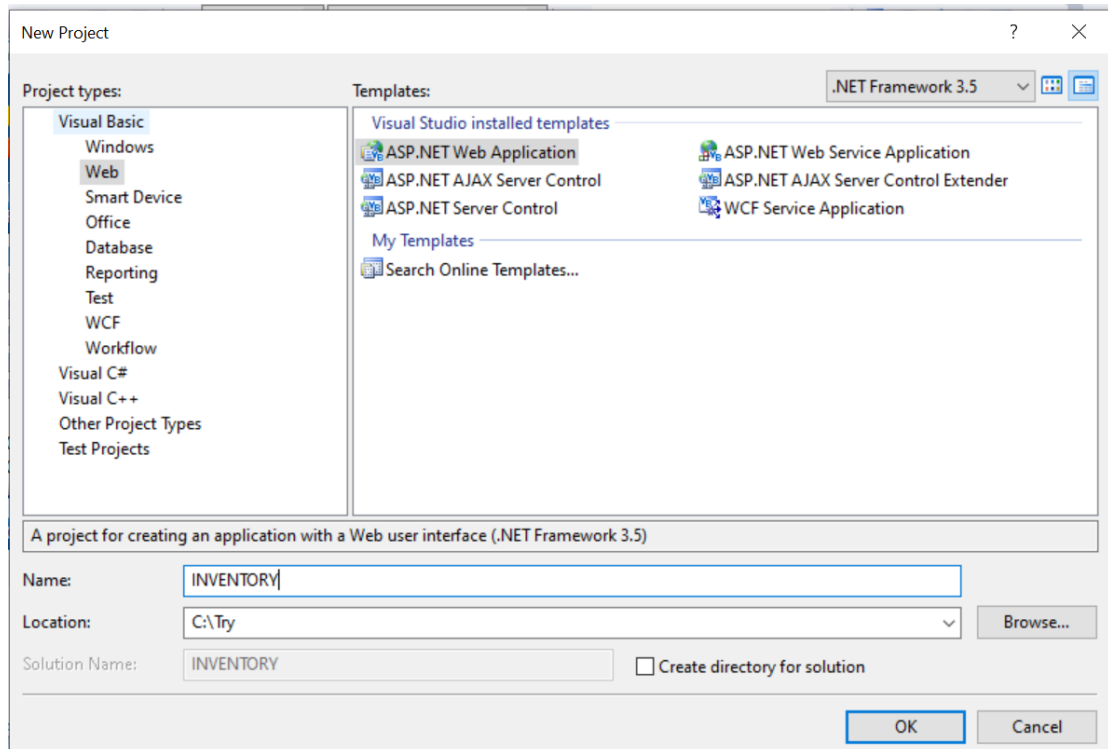 New Project
?
Project types:
Templates:
.NET Framework 3.5
Visual Basic
Windows
Web
Smart Device
Office
Database
Reporting
Test
WCF
Workflow
Visual C#
Visual C++
Other Project Types
Test Projects
Visual Studio installed templates
ASP.NET Web Application
ASP.NET Web Service Application
ASP.NET AJAX Server Control
ASP.NET AJAX Server Control Extender
ASP.NET Server Control
WCF Service Application
My Templates
Search Online Templates...
A project for creating an application with a Web user interface (.NET Framework 3.5)
Name:
INVENTORY
Location:
C:\Try
Browse...
Solution Name:
INVENTORY
Create directory for solution
OK
Cancel